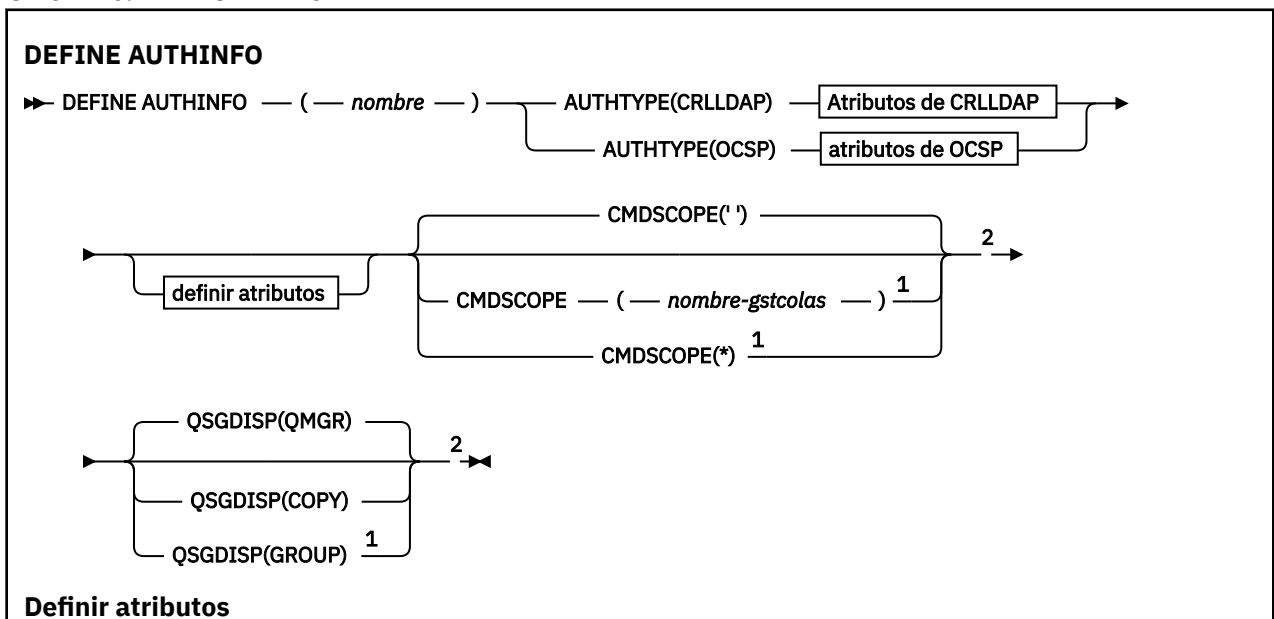 DEFINE AUTHINFO
DEFINE AUTHINFO ( nombre ) AUTHTYPE(CRLLDAP) Atributos de CRLLDAP
AUTHTYPE(OCSP) atributos de OCSP
CMDSCOPE(' ')
2
definir atributos
CMDSCOPE ( nombre-gstcolas ) 1
CMDSCOPE(*) 1
QSGDISP(QMGR)
2
QSGDISP(COPY)
QSGDISP(GROUP) 1
Definir atributos